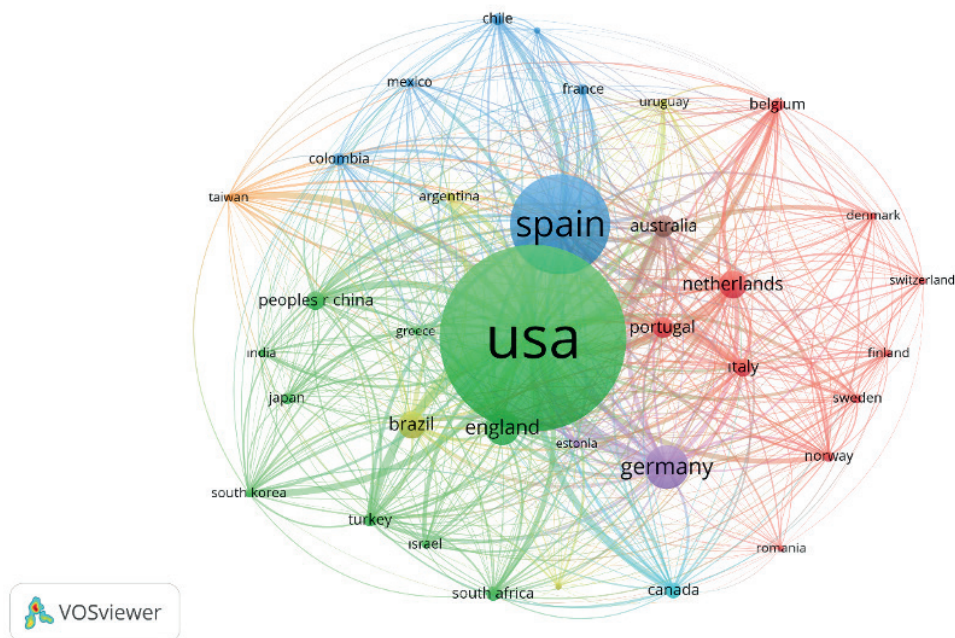 chile
mexico
france
uruguay
belgium
colombia
taiwan
argentina
spain
australia
denmark
netherlands
switzerland
peoples r china
usa
portugal
greece
india
italy
finland
japan
sweden
brazil
england
estonia
germany
norway
south korea
turkey
israel
romania
south africa
canada
VOSviewer